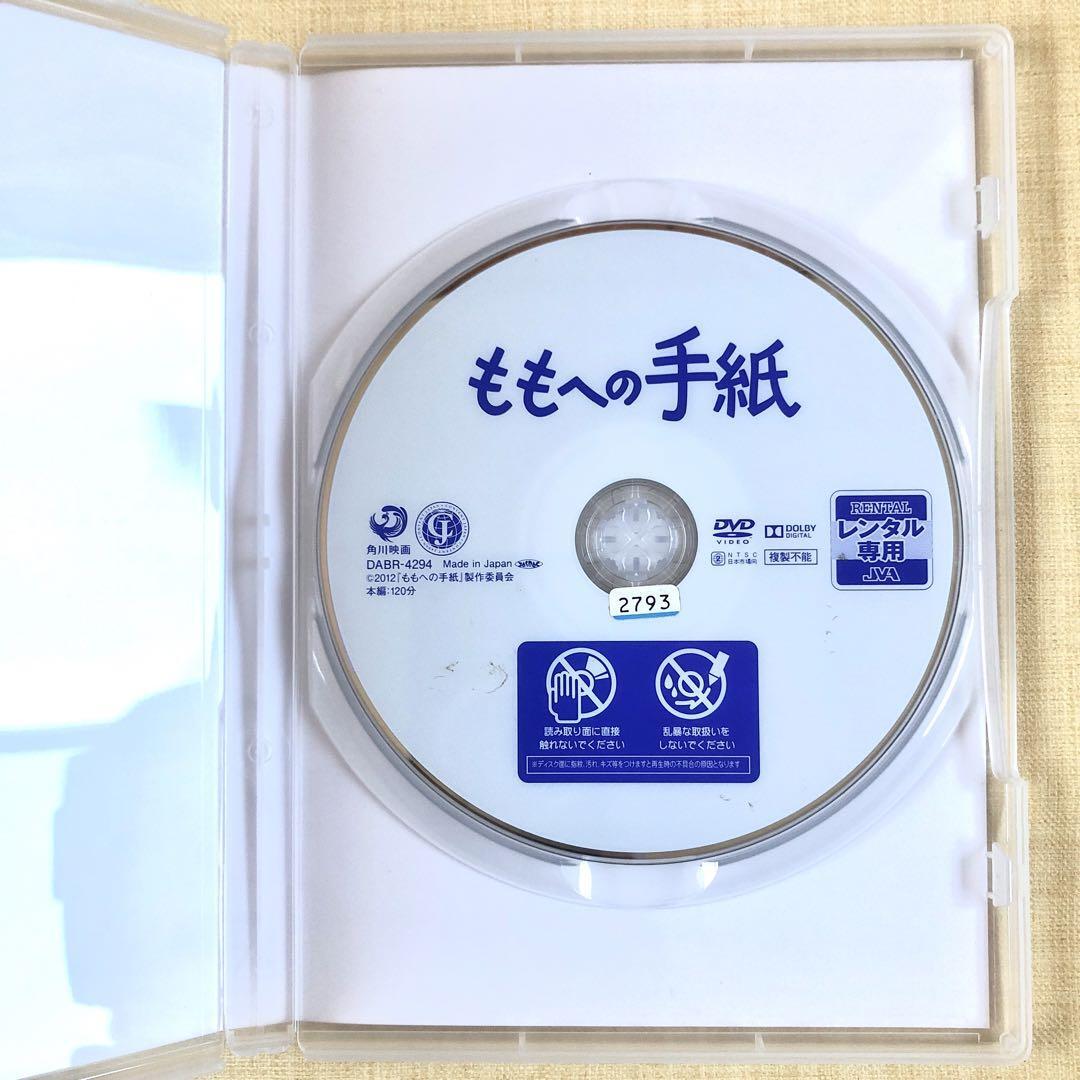 ももへの手紙
角川映画
DABR-4294 Made in Japan
©2012『ももへの手紙』製作委員会
本編:120分
DVD
VIDEO
DOLBY
DIGITAL
2
NTSC
日本市場向
複製不能
RENTAL
レンタル
専用
JVA
2793
読み取り面に直接
触れないでください
乱暴な取扱いを
しないでください
※ディスク面に指紋、汚れ、キズ等をつけますと再生時の不具合の原因となります